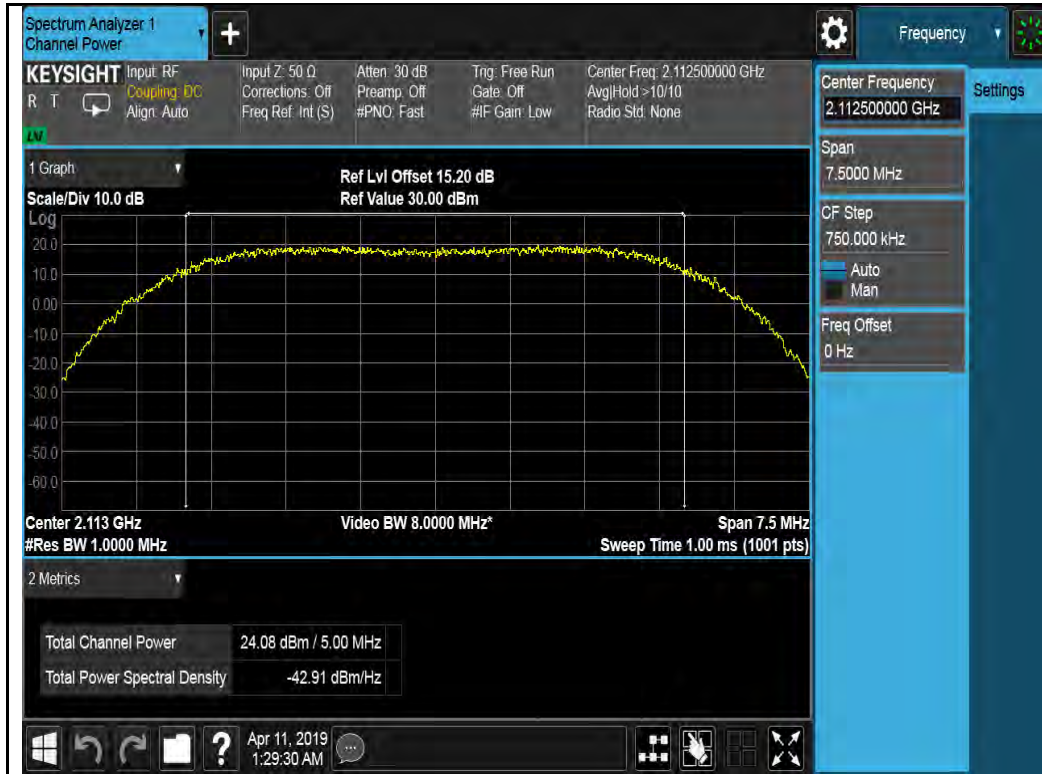 Spectrum Analyzer 1
Channel Power
+
Frequency
KEYSIGHT
R T
Input: RF
Coupling: DC
Align: Auto
Input Z: 50 Ω
Corrections: Off
Freq Ref: Int (S)
Atten: 30 dB
Preamp: Off
#PNO: Fast
Trig: Free Run
Gate: Off
#IF Gain: Low
Center Freq: 2.112500000 GHz
Avg|Hold >10/10
Radio Std: None
Center Frequency
2.112500000 GHz
Settings
Span
7.5000 MHz
CF Step
750.000 kHz
Auto
Man
Freq Offset
0 Hz
1 Graph
Scale/Div 10.0 dB
Ref Lvl Offset 15.20 dB
Ref Value 30.00 dBm
Log
20.0
10.0
0.00
-10.0
-20.0
-30.0
-40.0
-50.0
-60.0
Center 2.113 GHz
Video BW 8.0000 MHz*
Span 7.5 MHz
#Res BW 1.0000 MHz
Sweep Time 1.00 ms (1001 pts)
2 Metrics
Total Channel Power 24.08 dBm / 5.00 MHz
Total Power Spectral Density -42.91 dBm/Hz
?
Apr 11, 2019
1:29:30 AM